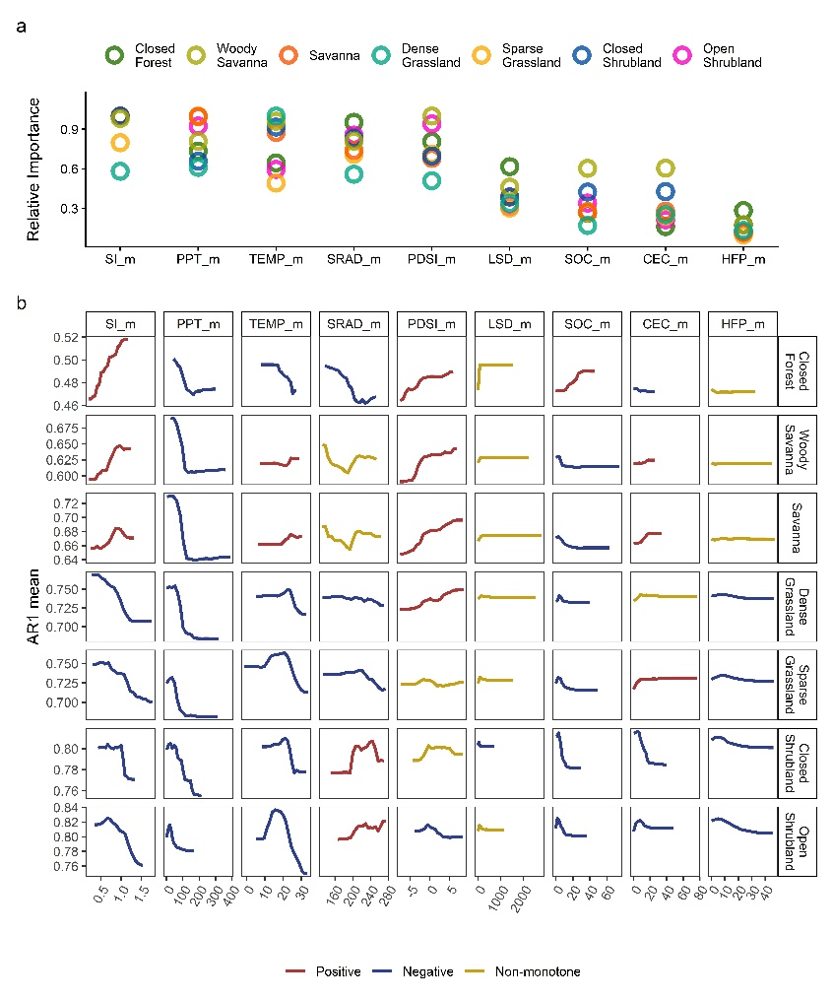 a
Closed Forest
Woody Savanna
Savanna
Dense Grassland
Sparse Grassland
Closed Shrubland
Open Shrubland
Relative Importance
0.9
0.6
0.3
SI_m PPT_m TEMP_m SRAD_m PDSI_m LSD_m SOC_m CEC_m HFP_m
b
SI_m PPT_m TEMP_m SRAD_m PDSI_m LSD_m SOC_m CEC_m HFP_m
AR1 mean
0.52
0.50
0.48
0.46
Closed Forest
0.675
0.650
0.625
0.600
Woody Savanna
0.72
0.70
0.68
0.66
0.64
Savanna
0.750
0.725
0.700
Dense Grassland
0.750
0.725
0.700
Sparse Grassland
0.80
0.78
0.76
Closed Shrubland
0.84
0.82
0.80
0.78
0.76
Open Shrubland
0.5 1.0 1.5
0 100 200 300 400
0 10 20 30
160 200 240 280
-5 0 5
0 1000 2000
0 20 40 60
0 20 40 60 80
0 10 20 30 40
Positive Negative Non-monotone